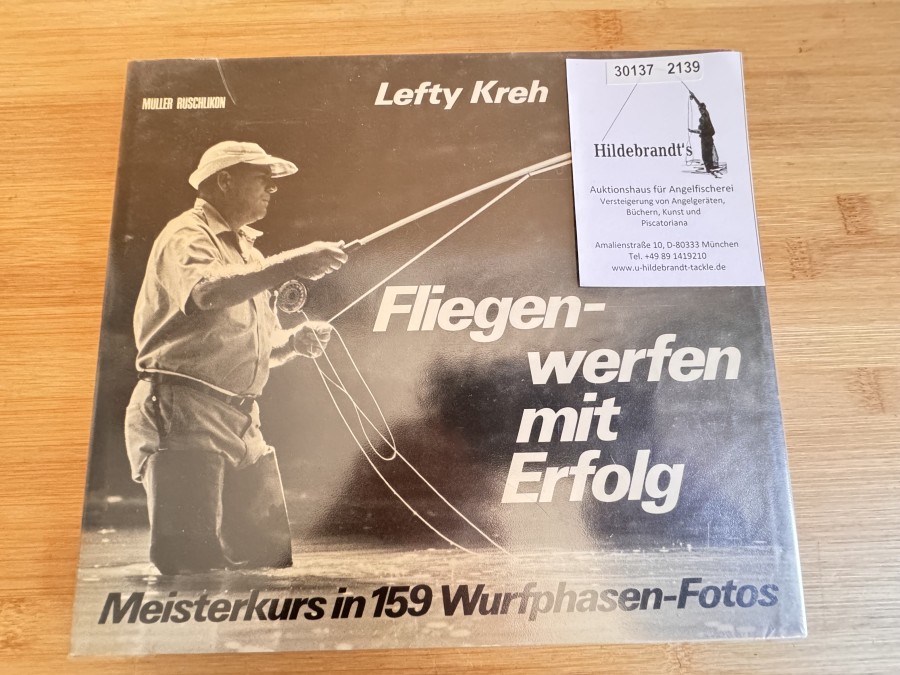 MULLER RUSCHLIKON
Lefty Kreh
Fliegen-
werfen
mit
Erfolg
Meisterkurs in 159 Wurfphasen-Fotos
30137 2139
Hildebrandt's
Auktionshaus für Angelfischerei
Versteigerung von Angelgeräten,
Büchern, Kunst und
Piscatoriana
Amalienstraße 10, D-80333 München
Tel. +49 89 1419210
www.u-hildebrandt-tackle.de